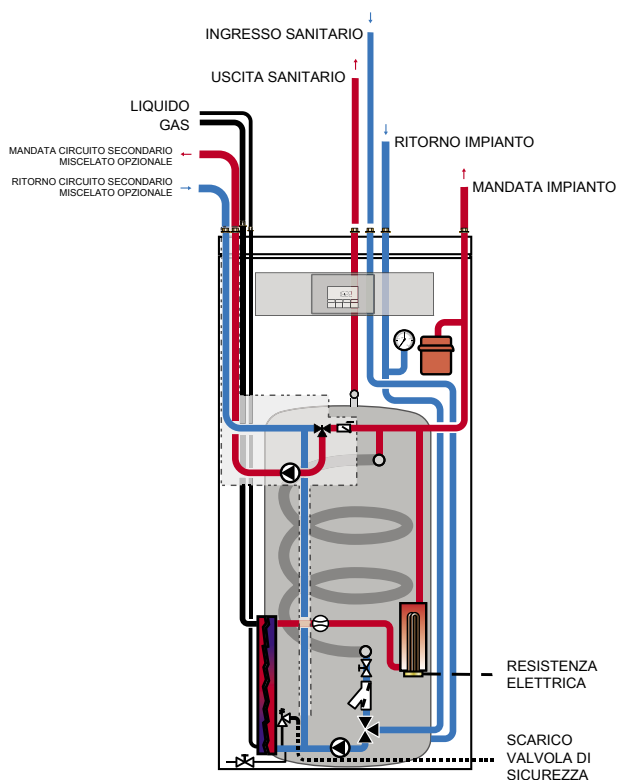 INGRESSO SANITARIO
USCITA SANITARIO
LIQUIDO
GAS
RITORNO IMPIANTO
MANDATA CIRCUITO SECONDARIO
MISCELATO OPZIONALE
RITORNO CIRCUITO SECONDARIO
MISCELATO OPZIONALE
MANDATA IMPIANTO
RESISTENZA
ELETTRICA
SCARICO
VALVOLA DI
SICUREZZA